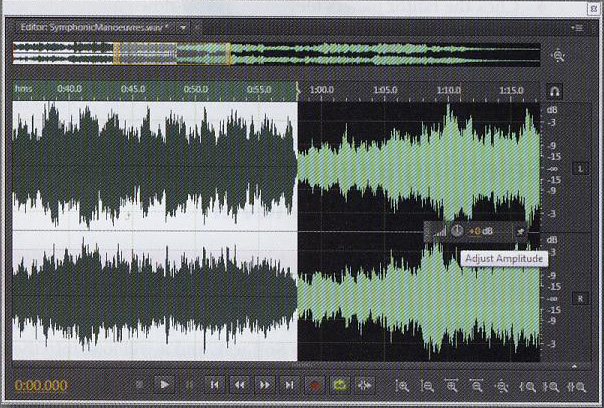 Editor: SymphonicManoeuvres.wav *
hms 0:40.0 0:45.0 0:50.0 0:55.0 1:00.0 1:05.0 1:10.0 1:15.0
dB
-3
-9
-15
-∞
-15
-9
-3
L
+0 dB
Adjust Amplitude
dB
-3
-9
-15
-∞
-15
-9
-3
R
0:00.000